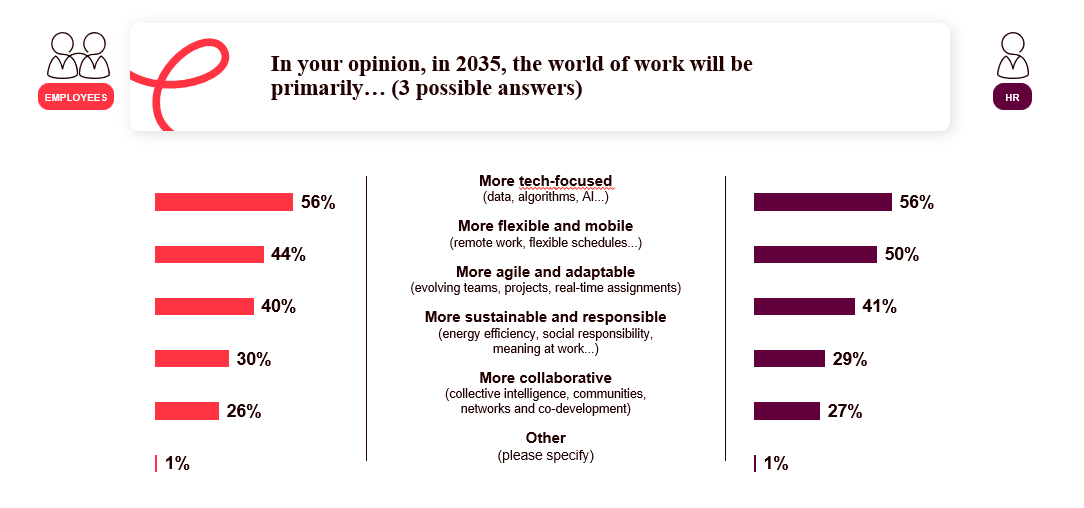 In your opinion, in 2035, the world of work will be
primarily… (3 possible answers)
EMPLOYEES
HR
More tech-focused
(data, algorithms, AI...)
56%
56%
More flexible and mobile
(remote work, flexible schedules...)
44%
50%
More agile and adaptable
(evolving teams, projects, real-time assignments)
40%
41%
More sustainable and responsible
(energy efficiency, social responsibility,
meaning at work...)
30%
29%
More collaborative
(collective intelligence, communities,
networks and co-development)
26%
27%
Other
(please specify)
1%
1%